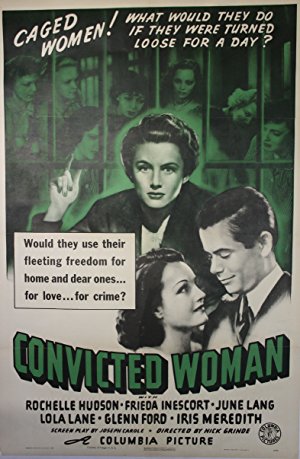 CAGED WOMEN!
WHAT WOULD THEY DO
IF THEY WERE TURNED
LOOSE FOR A DAY?
Would they use their
fleeting freedom for
home and dear ones...
for love...for crime?
CONVICTED WOMAN
WITH
ROCHELLE HUDSON • FRIEDA INESCORT • JUNE LANG
LOLA LANE • GLENN FORD • IRIS MEREDITH
SCREEN PLAY BY JOSEPH CAROLE • DIRECTED BY NICK GRINDE
A COLUMBIA PICTURE